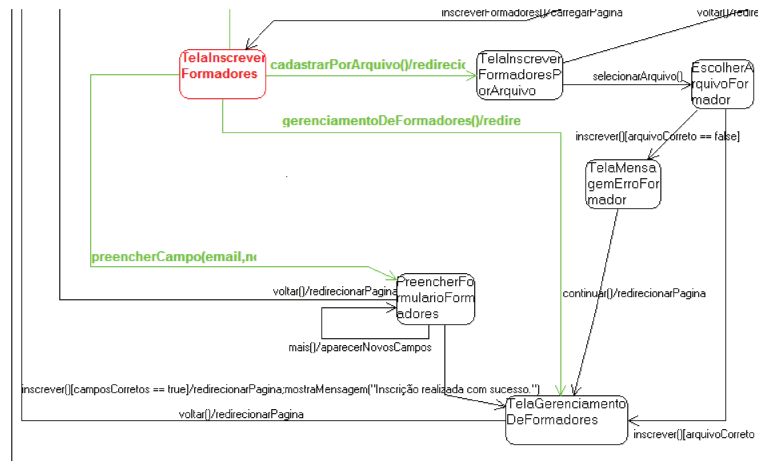 inscreverFormadores()/carregarPagina
voltar()/redire
TelaInscrever
Formadores
cadastrarPorArquivo()/redirecic
TelaInscrever
FormadoresP
orArquivo
selecionarArquivo()
EscolherA
rquivoFor
mador
gerenciamentoDeFormadores()/redire
inscrever()[arquivoCorreto == false]
TelaMensa
gemErroFor
mador
preencherCampo(email,no
PreencherFo
rmularioForm
adores
voltar()/redirecionarPagina
continuar()/redirecionarPagina
mais()/aparecerNovosCampos
inscrever()[camposCorretos == true]/redirecionarPagina;mostraMensagem("Inscrição realizada com sucesso.")
TelaGerenciamento
DeFormadores
voltar()/redirecionarPagina
inscrever()[arquivoCorreto